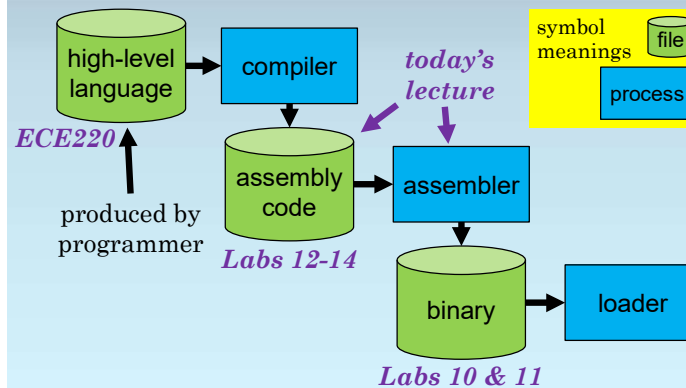 symbol
meanings
file
process
high-level
language
compiler
today's
lecture
ECE220
assembly
code
assembler
produced by
programmer
Labs 12-14
binary
loader
Labs 10 & 11